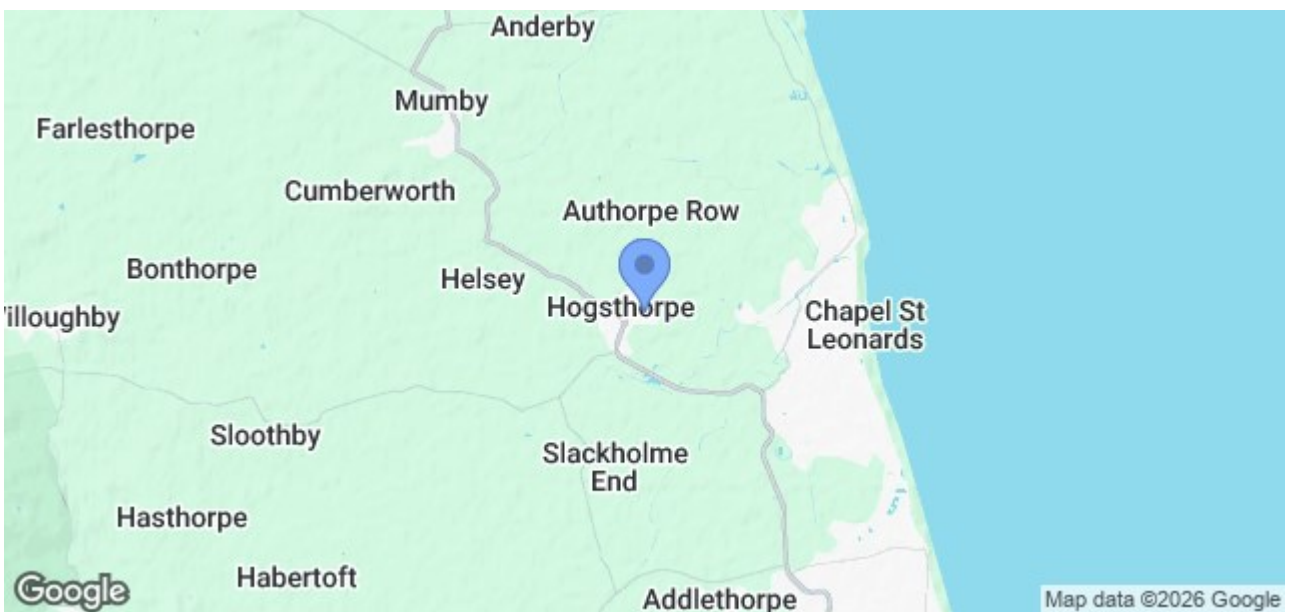 Anderby
Mumby
Farlesthorpe
Cumberworth
Authorpe Row
Bonthorpe
Helsey
Hogsthorpe
Chapel St
Leonards
illoughby
Sloothby
Slackholme
End
Hasthorpe
Habertoft
Addlethorpe
Google
Map data ©2026 Google